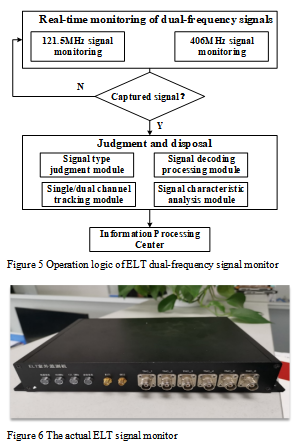 Real-time monitoring of dual-frequency signals
121.5MHz signal
monitoring
406MHz signal
monitoring
N
Captured signal?
Y
Judgment and disposal
Signal type
judgment module
Signal decoding
processing module
Single/dual channel
tracking module
Signal characteristic
analysis module
Information Processing
Center
Figure 5 Operation logic of ELT dual-frequency signal monitor
Figure 6 The actual ELT signal monitor